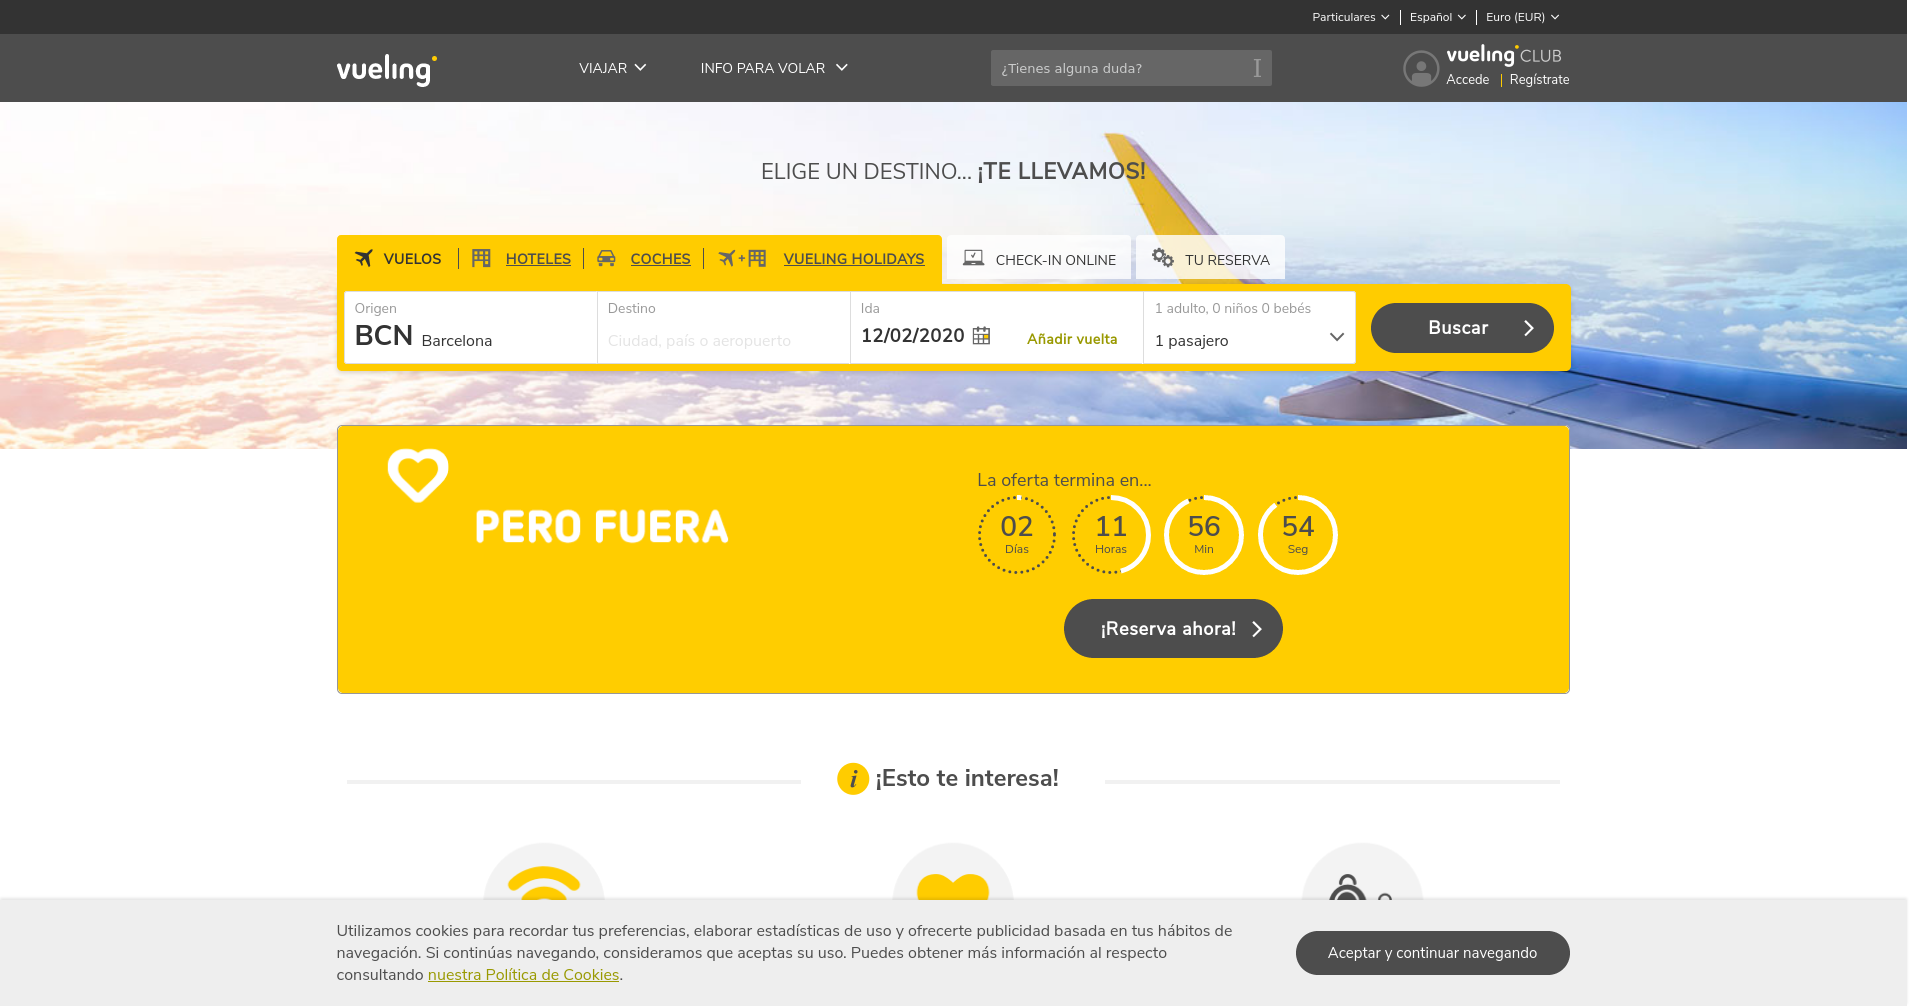 Particulares Español Euro (EUR)
vueling VIAJAR INFO PARA VOLAR ¿Tienes alguna duda? vueling CLUB
Accede | Regístrate
ELIGE UN DESTINO... ¡TE LLEVAMOS!
VUELOS HOTELES COCHES + VUELING HOLIDAYS CHECK-IN ONLINE TU RESERVA
Origen Destino Ida 1 adulto, 0 niños 0 bebés
BCN Barcelona Ciudad, país o aeropuerto 12/02/2020 Añadir vuelta 1 pasajero Buscar
La oferta termina en...
PERO FUERA
02 11 56 54
Días Horas Min Seg
¡Reserva ahora!
i ¡Esto te interesa!
Utilizamos cookies para recordar tus preferencias, elaborar estadísticas de uso y ofrecerte publicidad basada en tus hábitos de
navegación. Si continúas navegando, consideramos que aceptas su uso. Puedes obtener más información al respecto
consultando nuestra Política de Cookies.
Aceptar y continuar navegando